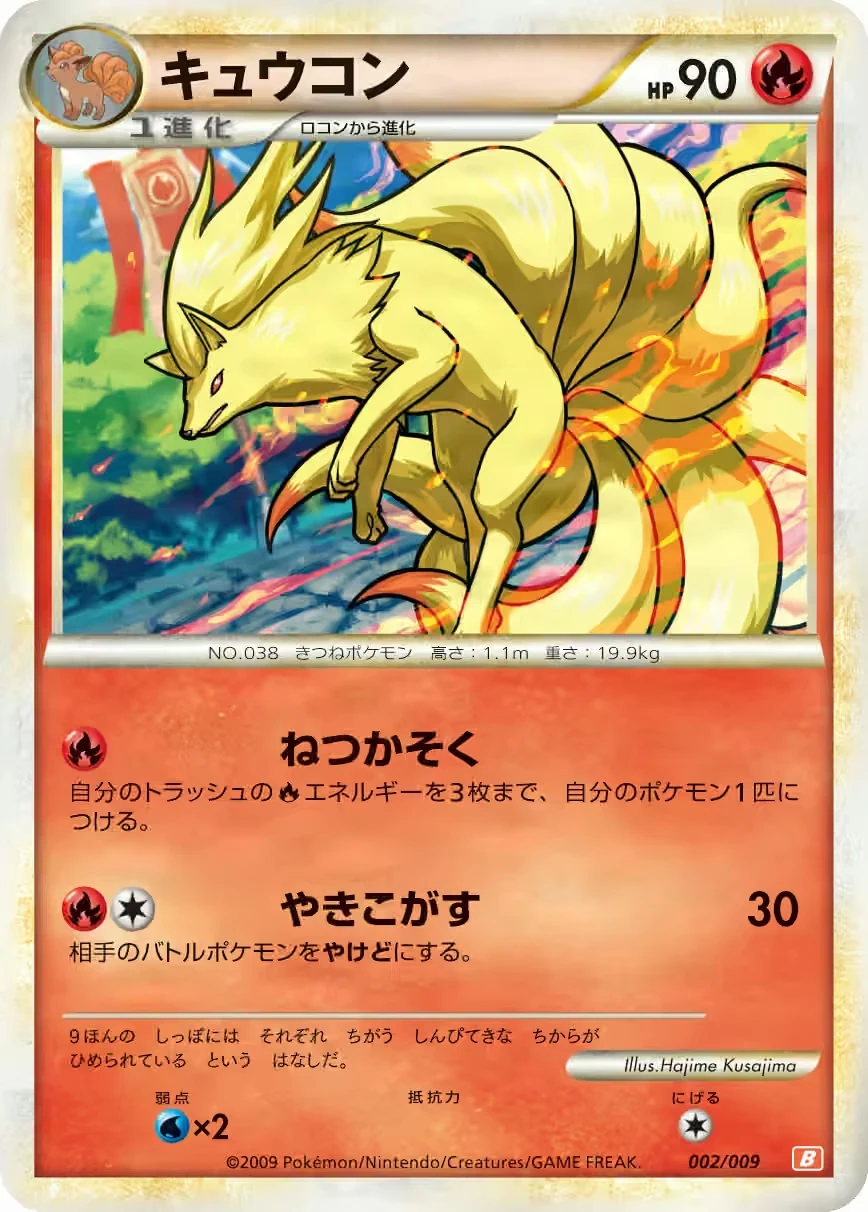 キュウコン HP90
1進化 ロコンから進化
NO.038 きつねポケモン 高さ:1.1m 重さ:19.9kg
ねつかそく
自分のトラッシュのエネルギーを3枚まで、自分のポケモン1匹に
つける。
やきこがす 30
相手のバトルポケモンをやけどにする。
9ほんの しっぽには それぞれ ちがう しんぴてきな ちからが
ひめられている という はなしだ。
Illus.Hajime Kusajima
弱点 抵抗力 にげる
×2
©2009 Pokémon/Nintendo/Creatures/GAME FREAK. 002/009 B